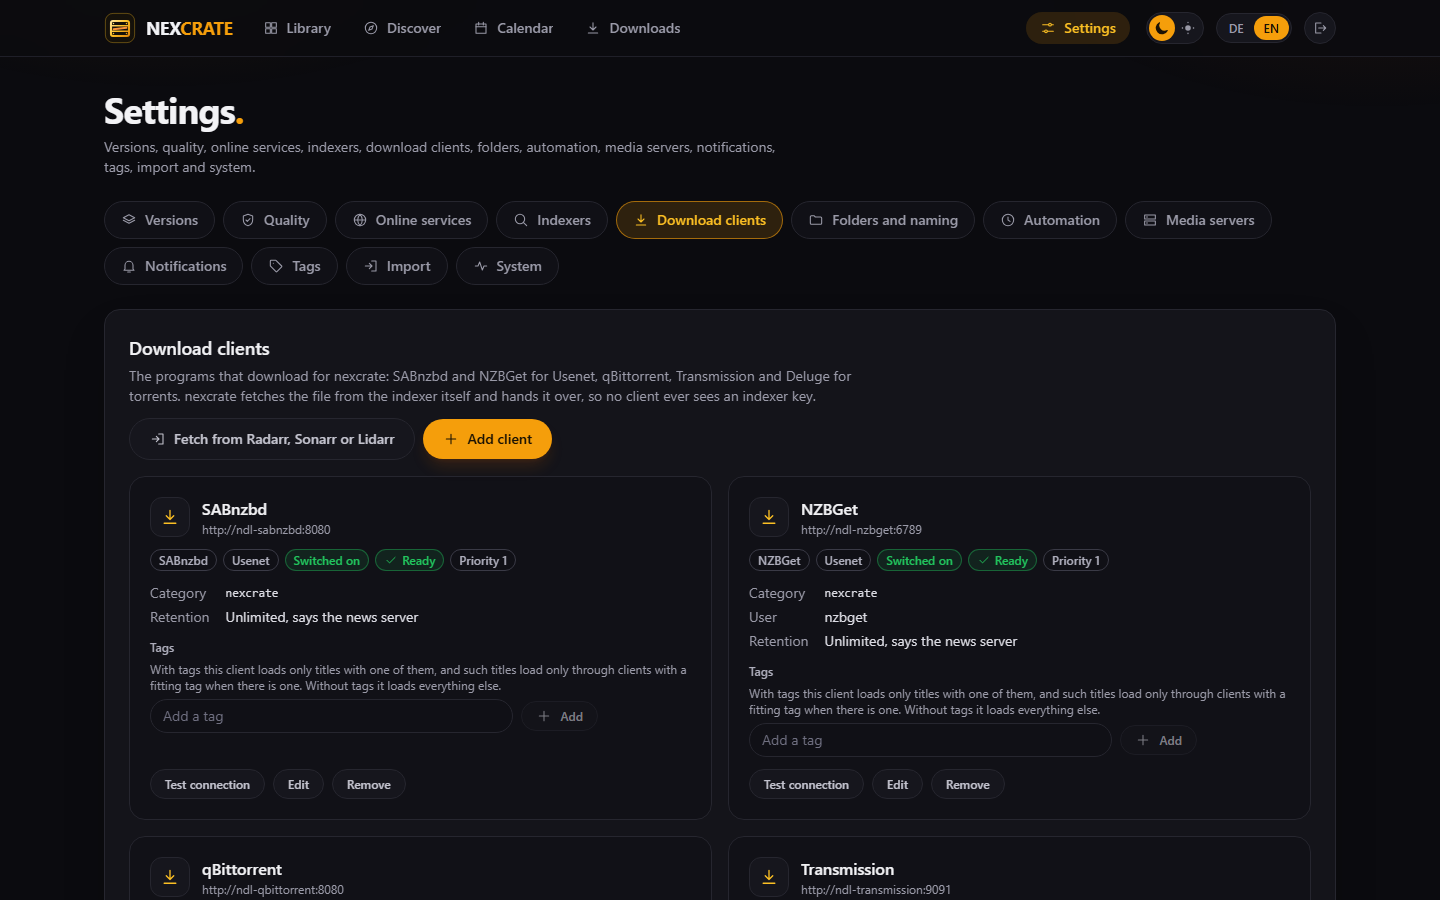 NEXCRATE
Library
Discover
Calendar
Downloads
Settings
DE
EN
Settings.
Versions, quality, online services, indexers, download clients, folders, automation, media servers, notifications,
tags, import and system.
Versions
Quality
Online services
Indexers
Download clients
Folders and naming
Automation
Media servers
Notifications
Tags
Import
System
Download clients
The programs that download for nexcrate: SABnzbd and NZBGet for Usenet, qBittorrent, Transmission and Deluge for
torrents. nexcrate fetches the file from the indexer itself and hands it over, so no client ever sees an indexer key.
Fetch from Radarr, Sonarr or Lidarr
Add client
SABnzbd
http://ndl-sabnzbd:8080
SABnzbd
Usenet
Switched on
Ready
Priority 1
Category nexcrate
Retention Unlimited, says the news server
Tags
With tags this client loads only titles with one of them, and such titles load only through clients with a
fitting tag when there is one. Without tags it loads everything else.
Add a tag
Add
Test connection
Edit
Remove
NZBGet
http://ndl-nzbget:6789
NZBGet
Usenet
Switched on
Ready
Priority 1
Category nexcrate
User nzbget
Retention Unlimited, says the news server
Tags
With tags this client loads only titles with one of them, and such titles load only through clients with a
fitting tag when there is one. Without tags it loads everything else.
Add a tag
Add
Test connection
Edit
Remove
qBittorrent
http://ndl-qbittorrent:8080
Transmission
http://ndl-transmission:9091